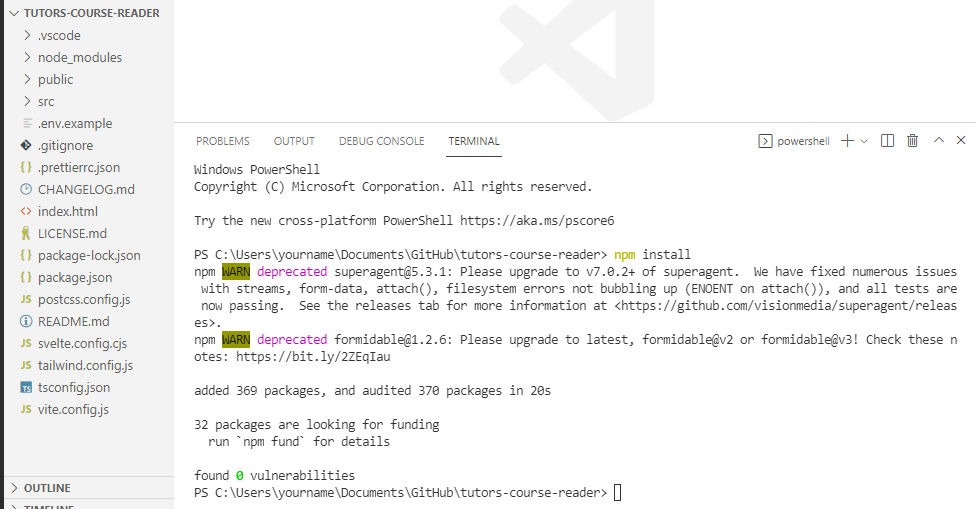 TUTORS-COURSE-READER
.vscode
node_modules
public
src
.env.example
.gitignore
.prettierrc.json
CHANGELOG.md
index.html
LICENSE.md
package-lock.json
package.json
postcss.config.js
README.md
svelte.config.cjs
tailwind.config.js
tsconfig.json
vite.config.js
OUTLINE
TIMELINE
PROBLEMS OUTPUT DEBUG CONSOLE TERMINAL powershell
Windows PowerShell
Copyright (C) Microsoft Corporation. All rights reserved.
Try the new cross-platform PowerShell https://aka.ms/pscore6
PS C:\Users\yourname\Documents\GitHub\tutors-course-reader> npm install
npm WARN deprecated superagent@5.3.1: Please upgrade to v7.0.2+ of superagent.  We have fixed numerous issues
with streams, form-data, attach(), filesystem errors not bubbling up (ENOENT on attach()), and all tests are
now passing.  See the releases tab for more information at <https://github.com/visionmedia/superagent/releas
es>.
npm WARN deprecated formidable@1.2.6: Please upgrade to latest, formidable@v2 or formidable@v3! Check these n
otes: https://bit.ly/2ZEqIau
added 369 packages, and audited 370 packages in 20s
32 packages are looking for funding
run `npm fund` for details
found 0 vulnerabilities
PS C:\Users\yourname\Documents\GitHub\tutors-course-reader>